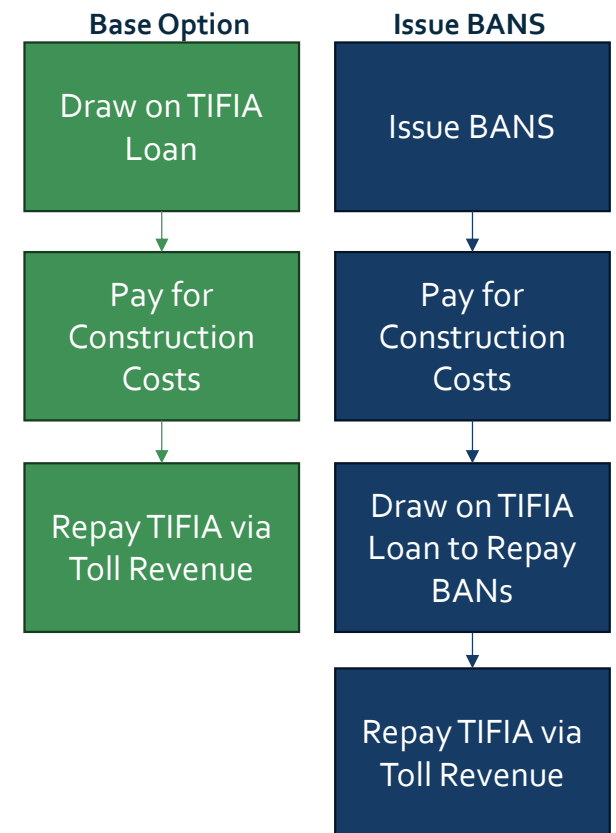 Base Option
Draw on TIFIA
Loan
Pay for
Construction
Costs
Repay TIFIA via
Toll Revenue
Issue BANS
Issue BANS
Pay for
Construction
Costs
Draw on TIFIA
Loan to Repay
BANs
Repay TIFIA via
Toll Revenue